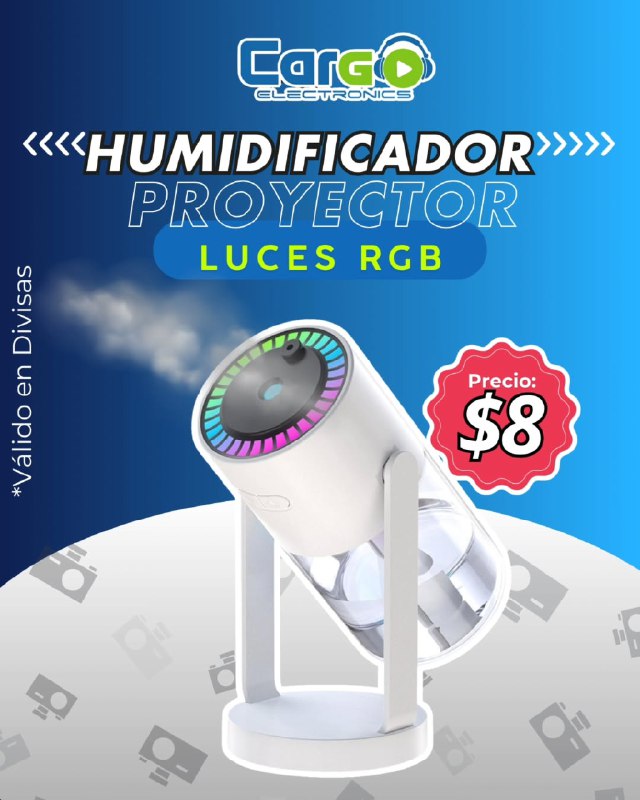 CarGO
ELECTRONICS
<<<<HUMIDIFICADOR>>>>>
PROYECTOR
LUCES RGB
*Válido en Divisas
Precio:
$8